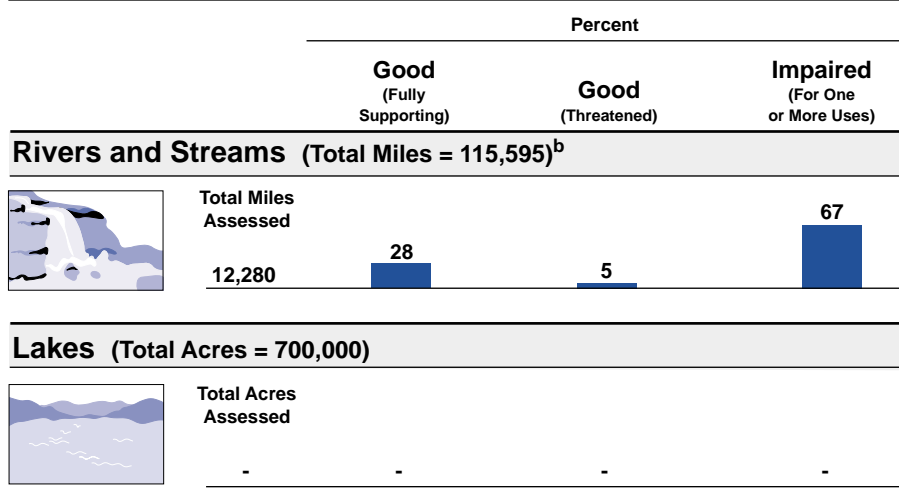 Percent
Good
(Fully
Supporting)
Good
(Threatened)
Impaired
(For One
or More Uses)
Rivers and Streams (Total Miles = 115,595)b
Total Miles
Assessed
12,280
28
5
67
Lakes (Total Acres = 700,000)
Total Acres
Assessed
- - - -